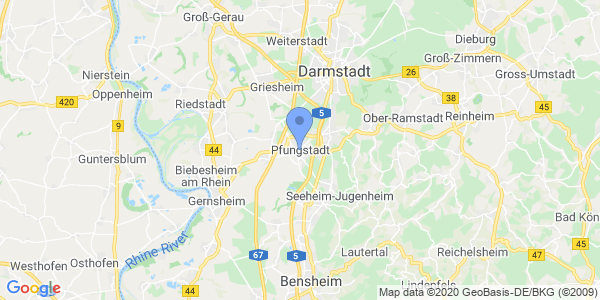 Groß-Gerau
Weiterstadt
Dieburg
Groß-Zimmern
Darmstadt
Nierstein
26
Groß-Umstadt
Griesheim
Oppenheim
38
420
Riedstadt
45
5
Ober-Ramstadt
Reinheim
9
44
Pfungstadt
Guntersblum
Biebesheim
am Rhein
Gernsheim
Seeheim-Jugenheim
Bad Kön
Rhine River
67
5
Lautertal
Reichelsheim
47
45
Westhofen
Osthofen
44
Bensheim
Lindenfels
Google
Map data ©2020 GeoBasis-DE/BKG (©2009)